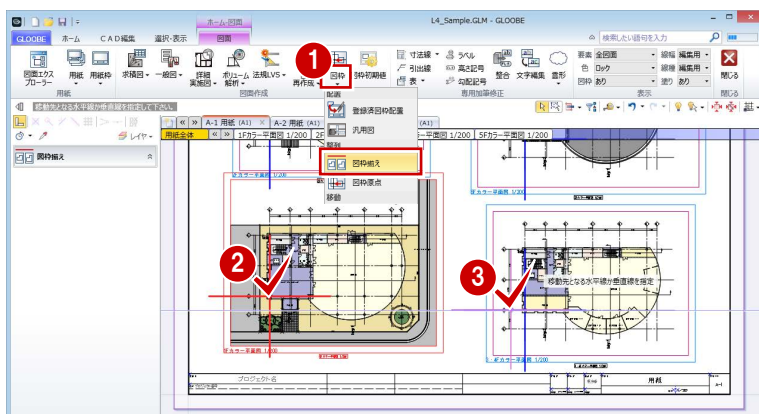 ホーム-図面
L4_Sample.GLM - GLOOBE
GLOOBE ホーム CAD編集 選択・表示 図面
検索したい語句を入力
図面エクスプローラー 用紙 用紙枠 求積図 一般図 詳細実施図 ボリューム解析 法規LVS 再作成 図枠 引枠初期値
寸法線 ラベル
引出線 高さ記号
表 勾配記号
整合 文字編集 雲形
要素 全図面 線幅 編集用
色 ロック 線種 編集用
図枠 あり 塗り あり
閉じる
用紙 図面作成 専用加筆修正 表示 閉じる
1
配置
登録済図枠配置
汎用図
整列
図枠揃え
図枠原点
移動
移動先となる水平線か垂直線を指定して下さい。
レイヤ
図枠揃え
A-1 用紙 (A1) A-2 用紙 (A1) (A1)
用紙全体 1Fカラー平面図 1/200 2F ー平面図 1/200 5Fカラー平面図 1/200
2
3
移動先となる水平線か垂直線を指定
プロジェクト名
用紙
A-1